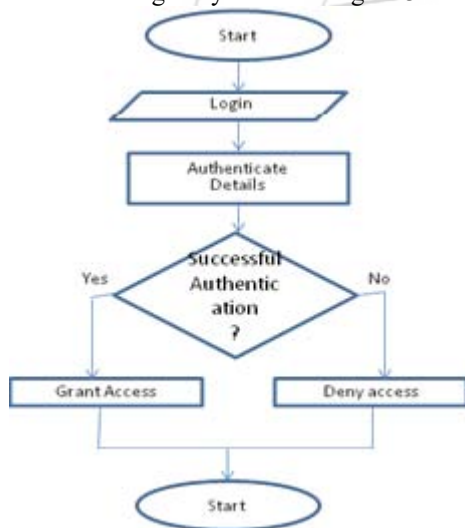 Start
Login
Authenticate
Details
Successful
Authentic
ation
?
Yes
No
Grant Access
Deny access
Start